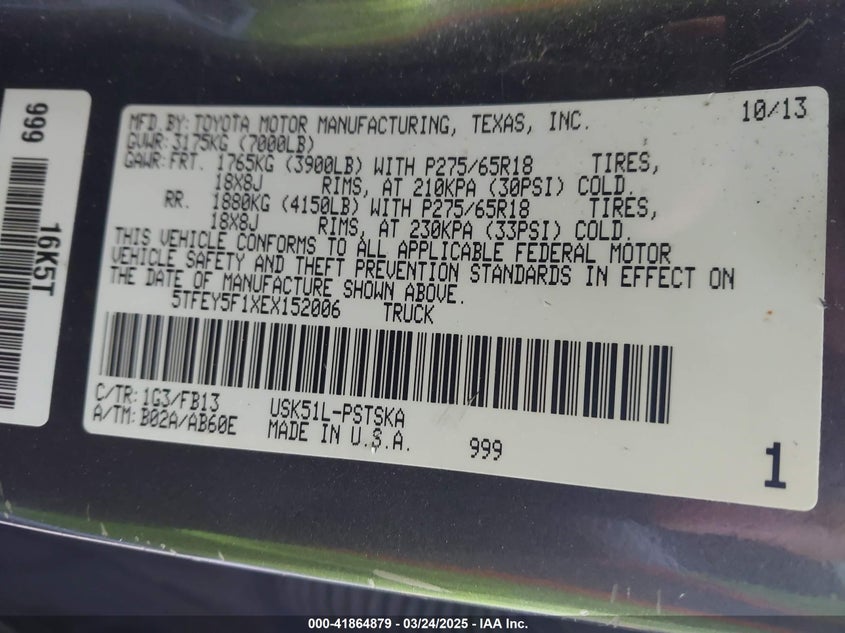 999
16K5T
MFD.BY:TOYOTA MOTOR MANUFACTURING, TEXAS, INC. 10/13
GVWR:3175KG (7000LB)
GAWR:FRT. 1765KG (3900LB) WITH P275/65R18 TIRES,
18X8J RIMS, AT 210KPA (30PSI) COLD.
RR. 1880KG (4150LB) WITH P275/65R18 TIRES,
18X8J RIMS, AT 230KPA (33PSI) COLD.
THIS VEHICLE CONFORMS TO ALL APPLICABLE FEDERAL MOTOR
VEHICLE SAFETY AND THEFT PREVENTION STANDARDS IN EFFECT ON
THE DATE OF MANUFACTURE SHOWN ABOVE.
5TFEY5F1XEX152006 TRUCK
C/TR:1G3/FB13 USK51L-PSTSKA
A/TM:B02A/AB60E MADE IN U.S.A. 999
1
000-41864879 - 03/24/2025 - IAA Inc.